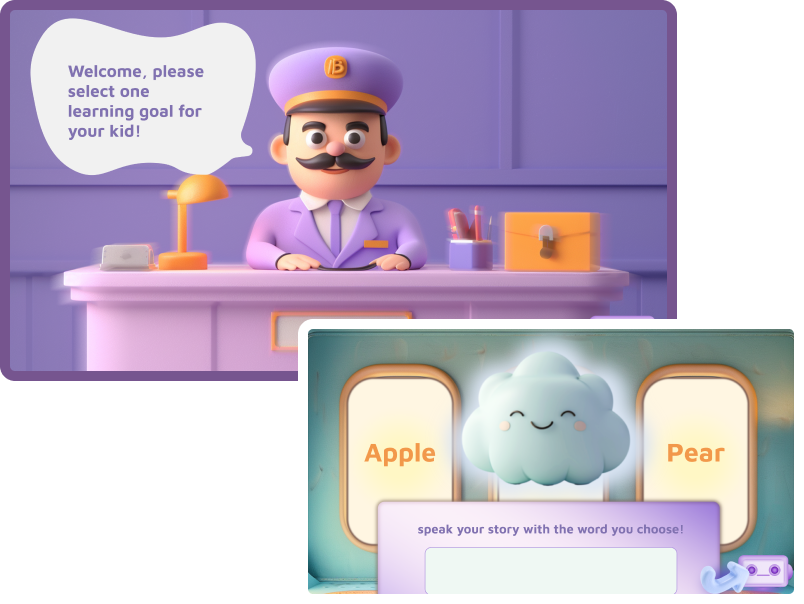 Welcome, please
select one
learning goal for
your kid!
B
Apple
Pear
speak your story with the word you choose!